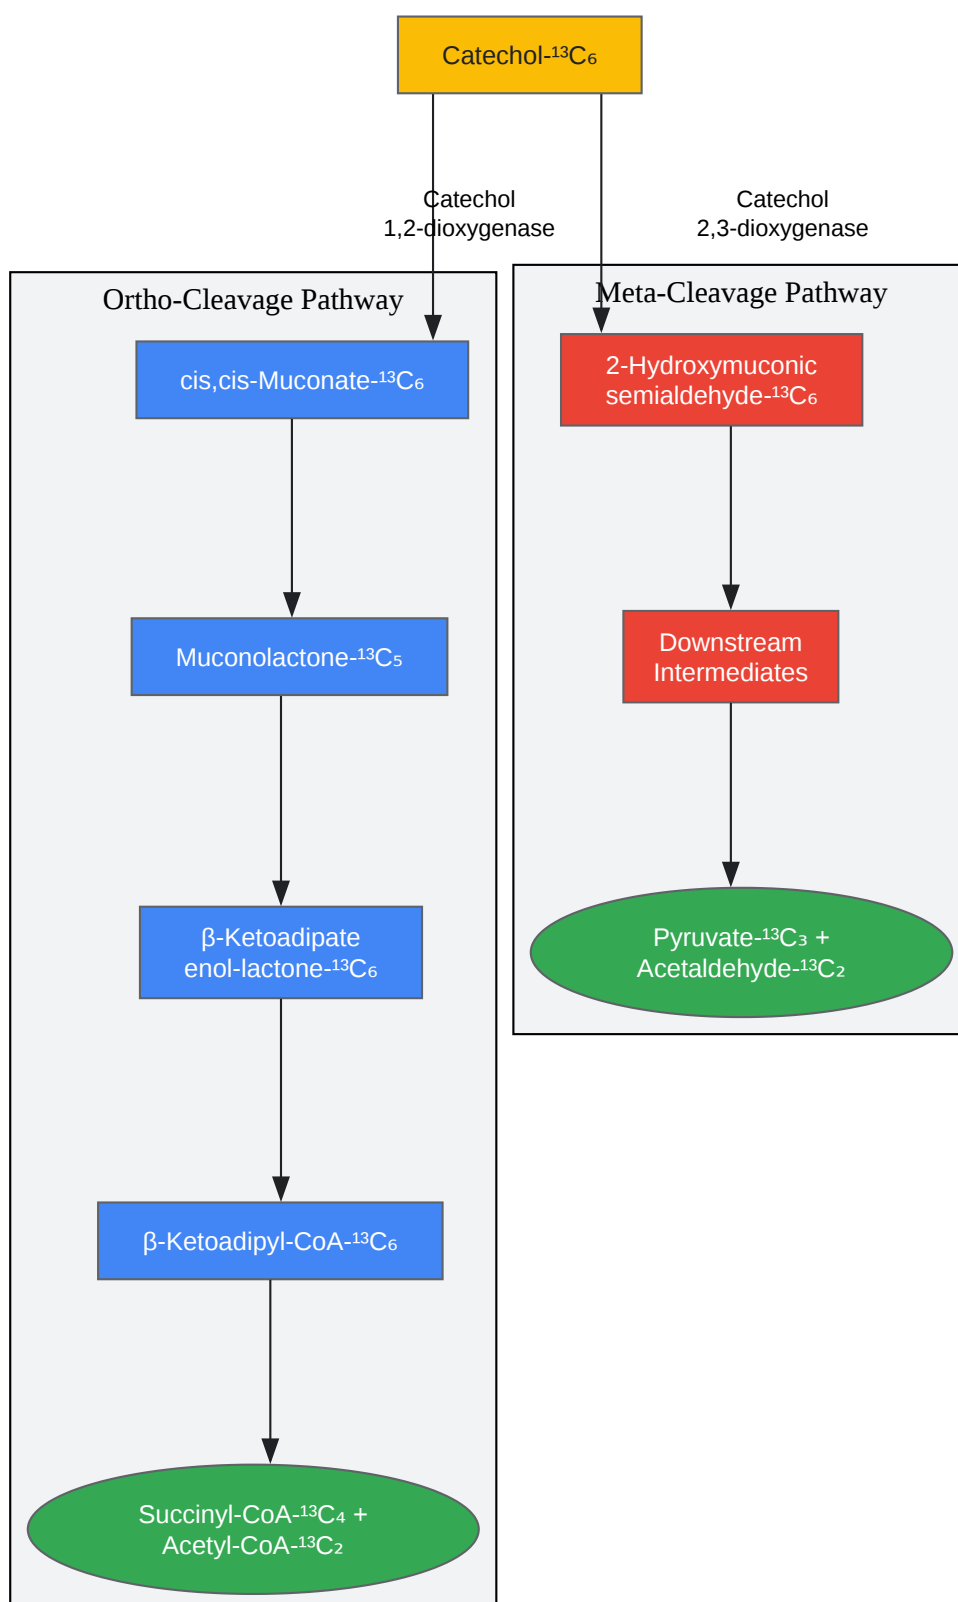 Catechol-¹³C₆
Catechol
1,2-dioxygenase
Catechol
2,3-dioxygenase
Ortho-Cleavage Pathway
cis,cis-Muconate-¹³C₆
Muconolactone-¹³C₅
β-Ketoadipate
enol-lactone-¹³C₆
β-Ketoadipyl-CoA-¹³C₆
Succinyl-CoA-¹³C₄ +
Acetyl-CoA-¹³C₂
Meta-Cleavage Pathway
2-Hydroxymuconic
semialdehyde-¹³C₆
Downstream
Intermediates
Pyruvate-¹³C₃ +
Acetaldehyde-¹³C₂